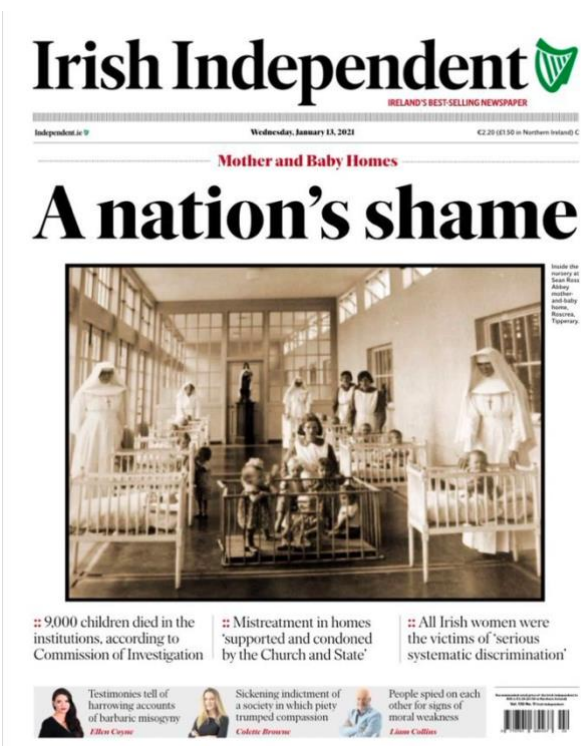 Irish Independent
IRELAND'S BEST-SELLING NEWSPAPER
Independent.ie
Wednesday, January 13, 2021
€2.20 (£1.50 in Northern Ireland) C
Mother and Baby Homes
A nation's shame
Inside the
nursery at
Sean Ross
Abbey
mother-
and-baby
home,
Roscrea,
Tipperary.
:: 9,000 children died in the
institutions, according to
Commission of Investigation
:: Mistreatment in homes
'supported and condoned
by the Church and State'
:: All Irish women were
the victims of 'serious
systematic discrimination'
Testimonies tell of
harrowing accounts
of barbaric misogyny
Ellen Coyne
Sickening indictment of
a society in which piety
trumped compassion
Colette Browne
People spied on each
other for signs of
moral weakness
Liam Collins